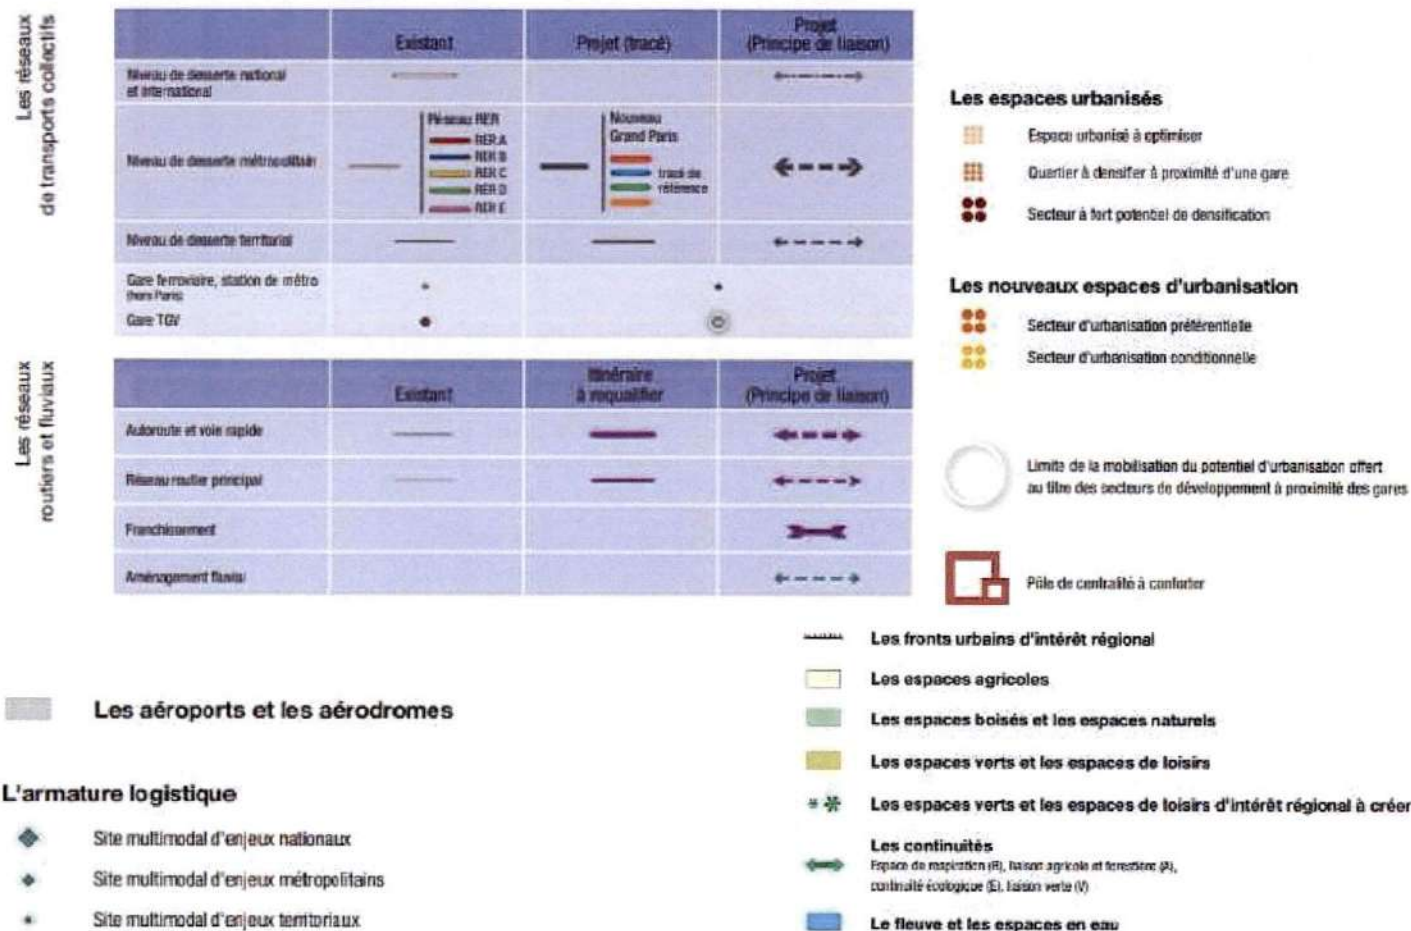 Les réseaux
de transports collectifs
Existant
Projet (tracé)
Projet
(Principe de liaison)
Niveau de desserte national
et international
Niveau de desserte métropolitain
Réseau RER
RER A
RER B
RER C
RER D
RER E
Nouveau
Grand Paris
tracé de
référence
Niveau de desserte territorial
Gare ferroviaire, station de métro
(hors Paris)
Gare TGV
Les réseaux
routiers et fluviaux
Existant
Itinéraire
à requalifier
Projet
(Principe de liaison)
Autoroute et voie rapide
Réseau routier principal
Franchissement
Aménagement fluvial
Les aéroports et les aérodromes
L'armature logistique
Site multimodal d'enjeux nationaux
Site multimodal d'enjeux métropolitains
Site multimodal d'enjeux territoriaux
Les espaces urbanisés
Espace urbanisé à optimiser
Quartier à densifier à proximité d'une gare
Secteur à fort potentiel de densification
Les nouveaux espaces d'urbanisation
Secteur d'urbanisation préférentielle
Secteur d'urbanisation conditionnelle
Limite de la mobilisation du potentiel d'urbanisation offert
au titre des secteurs de développement à proximité des gares
Pôle de centralité à conforter
Les fronts urbains d'intérêt régional
Les espaces agricoles
Les espaces boisés et les espaces naturels
Les espaces verts et les espaces de loisirs
Les espaces verts et les espaces de loisirs d'intérêt régional à créer
Les continuités
Espace de respiration (R), liaison agricole et forestière (A),
continuité écologique (E), liaison verte (V)
Le fleuve et les espaces en eau